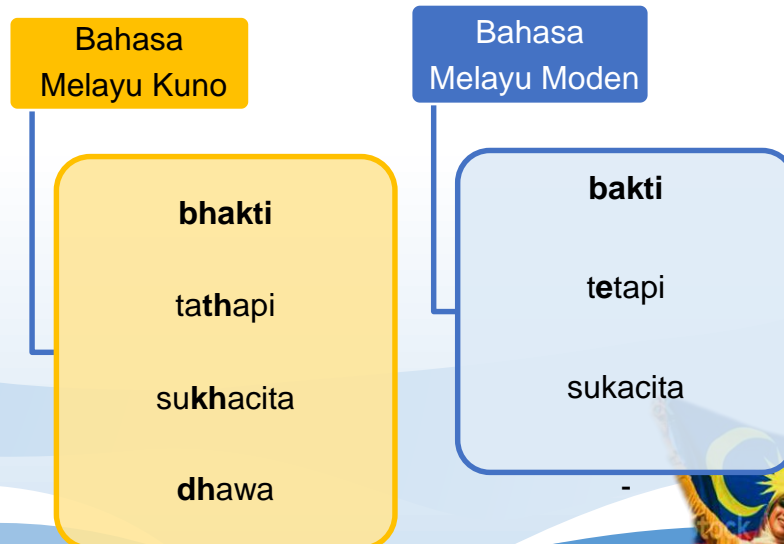 Bahasa
Melayu Kuno
bhakti
tathapi
sukhacita
dhawa
Bahasa
Melayu Moden
bakti
tetapi
sukacita
-